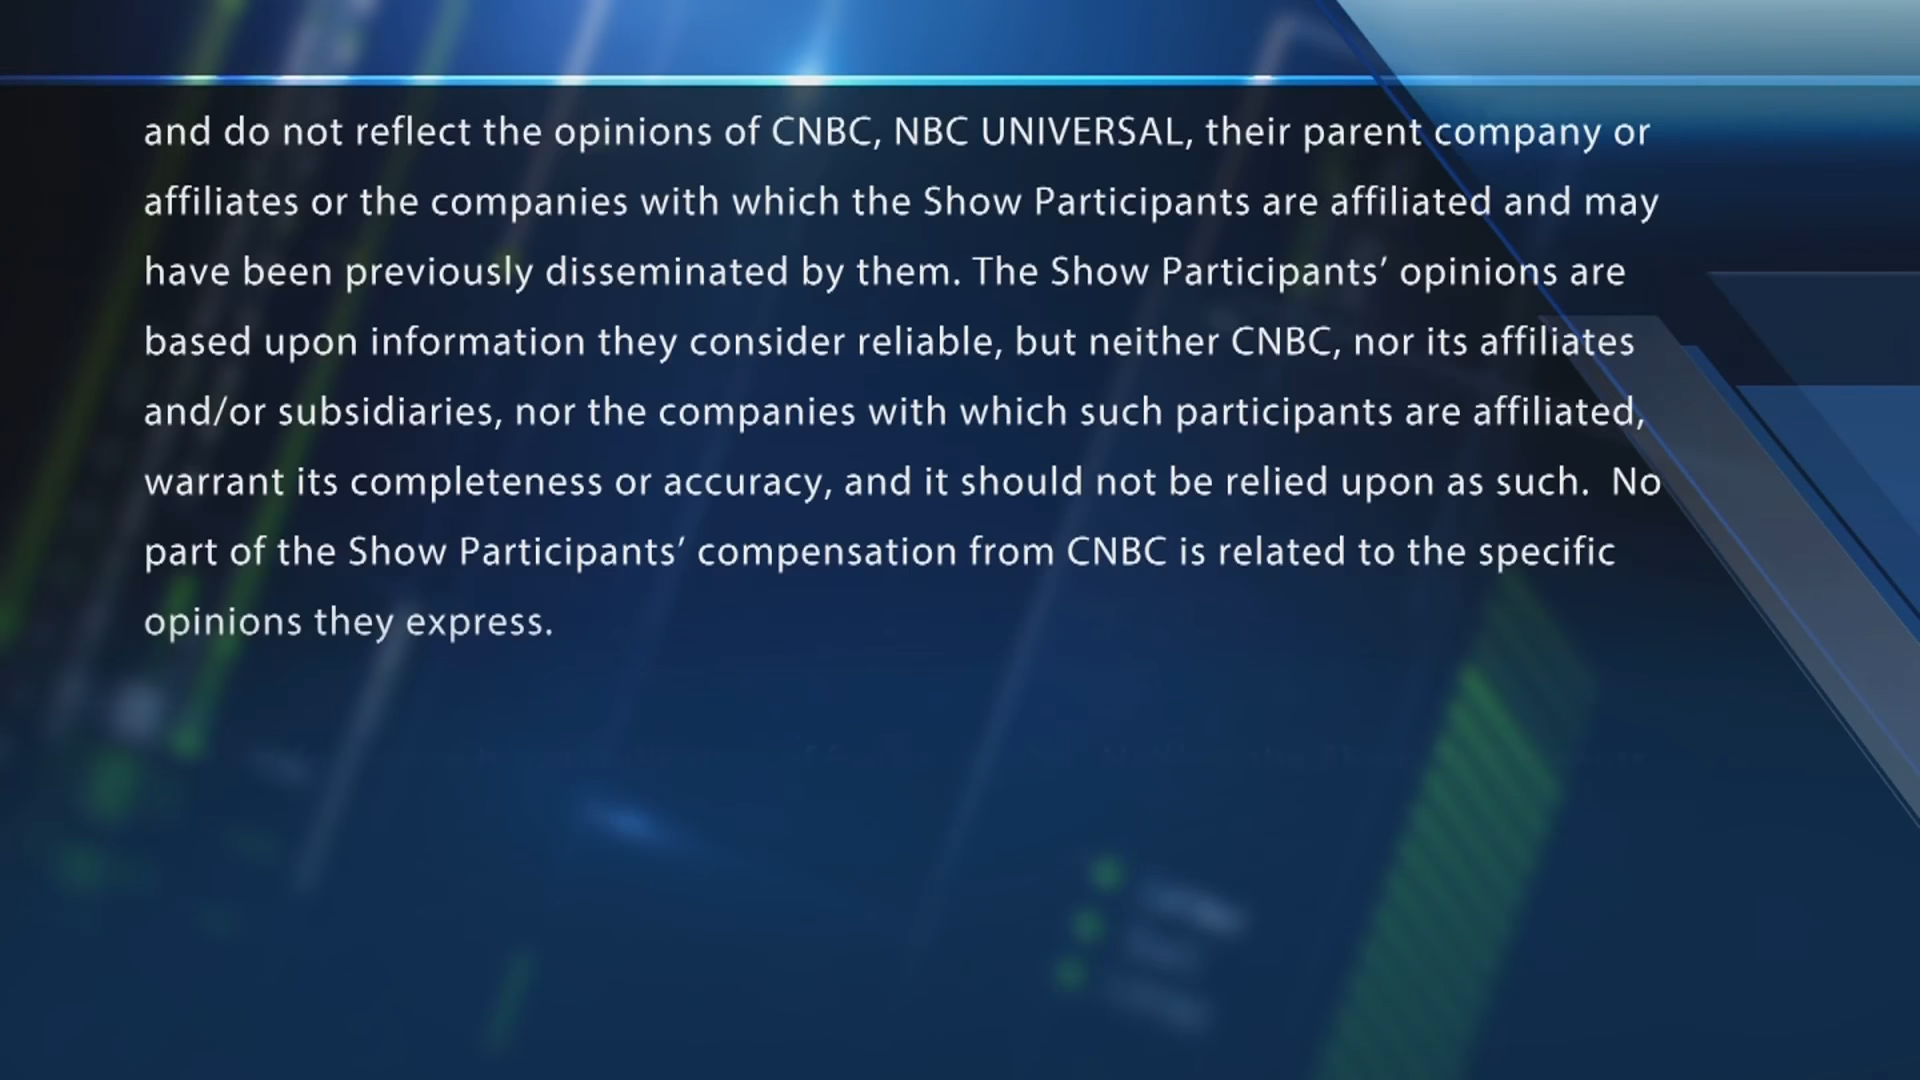 and do not reflect the opinions of CNBC, NBC UNIVERSAL, their parent company or
affiliates or the companies with which the Show Participants are affiliated and may
have been previously disseminated by them. The Show Participants’ opinions are
based upon information they consider reliable, but neither CNBC, nor its affiliates
and/or subsidiaries, nor the companies with which such participants are affiliated,
warrant its completeness or accuracy, and it should not be relied upon as such.  No
part of the Show Participants’ compensation from CNBC is related to the specific
opinions they express.